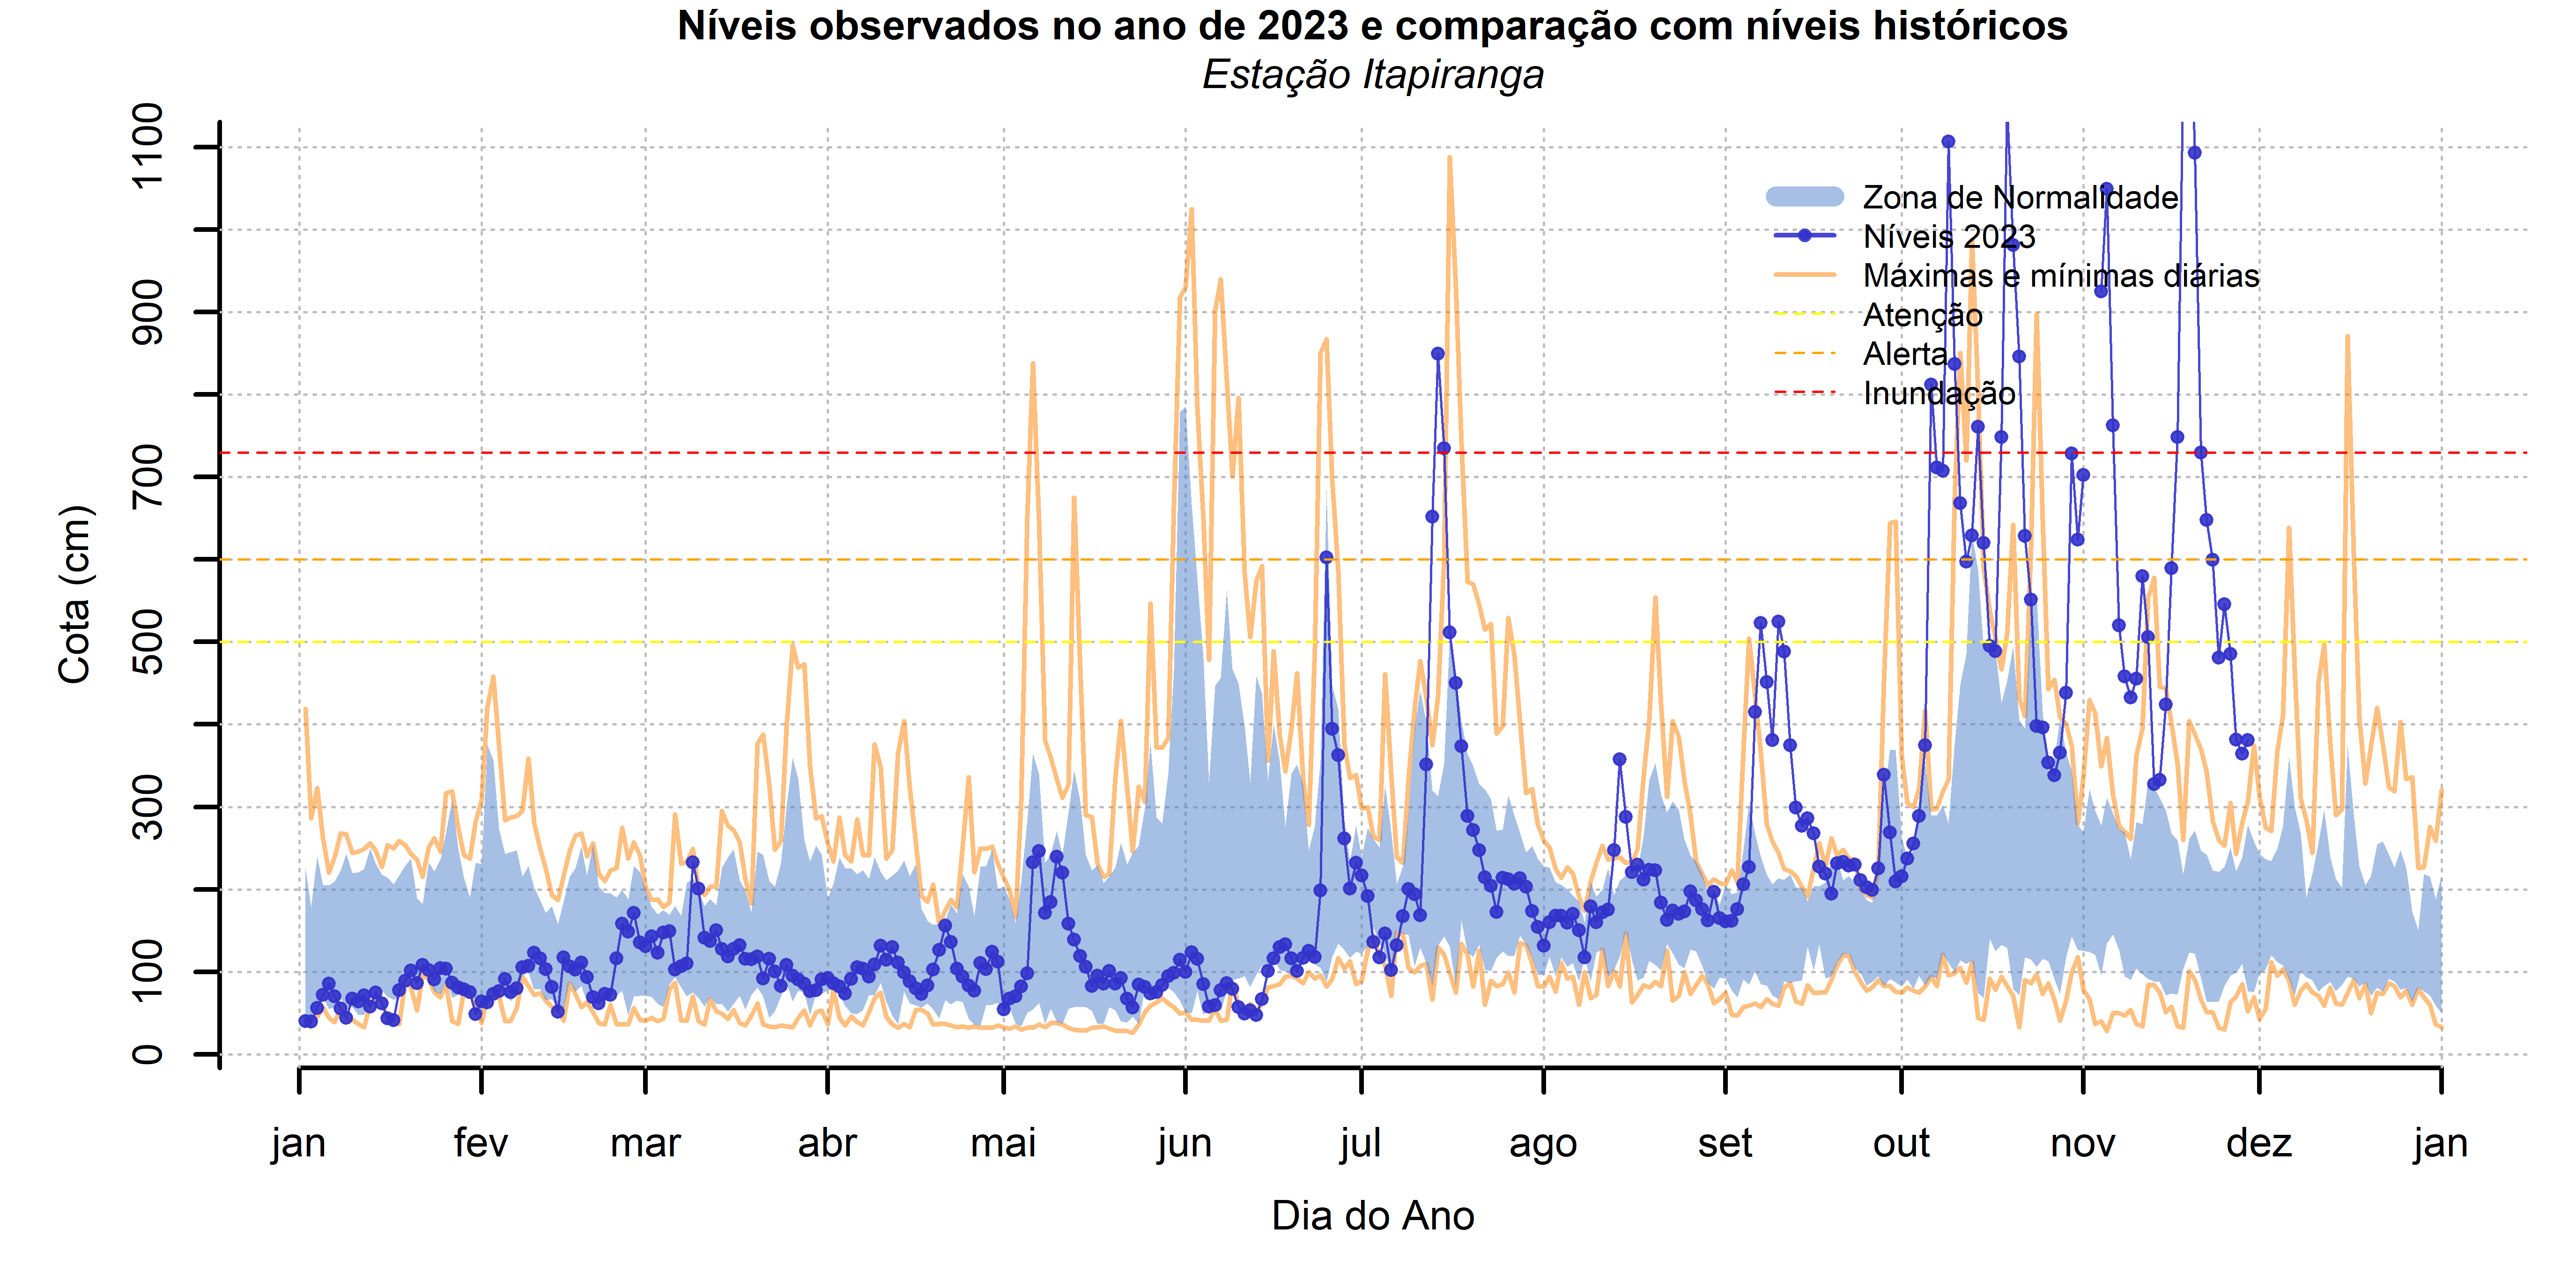 Níveis observados no ano de 2023 e comparação com níveis históricos
Estação Itapiranga
1100
900
700
500
300
100
0
Cota (cm)
Zona de Normalidade
Níveis 2023
Máximas e mínimas diárias
Atenção
Alerta
Inundação
jan fev mar abr mai jun jul ago set out nov dez jan
Dia do Ano